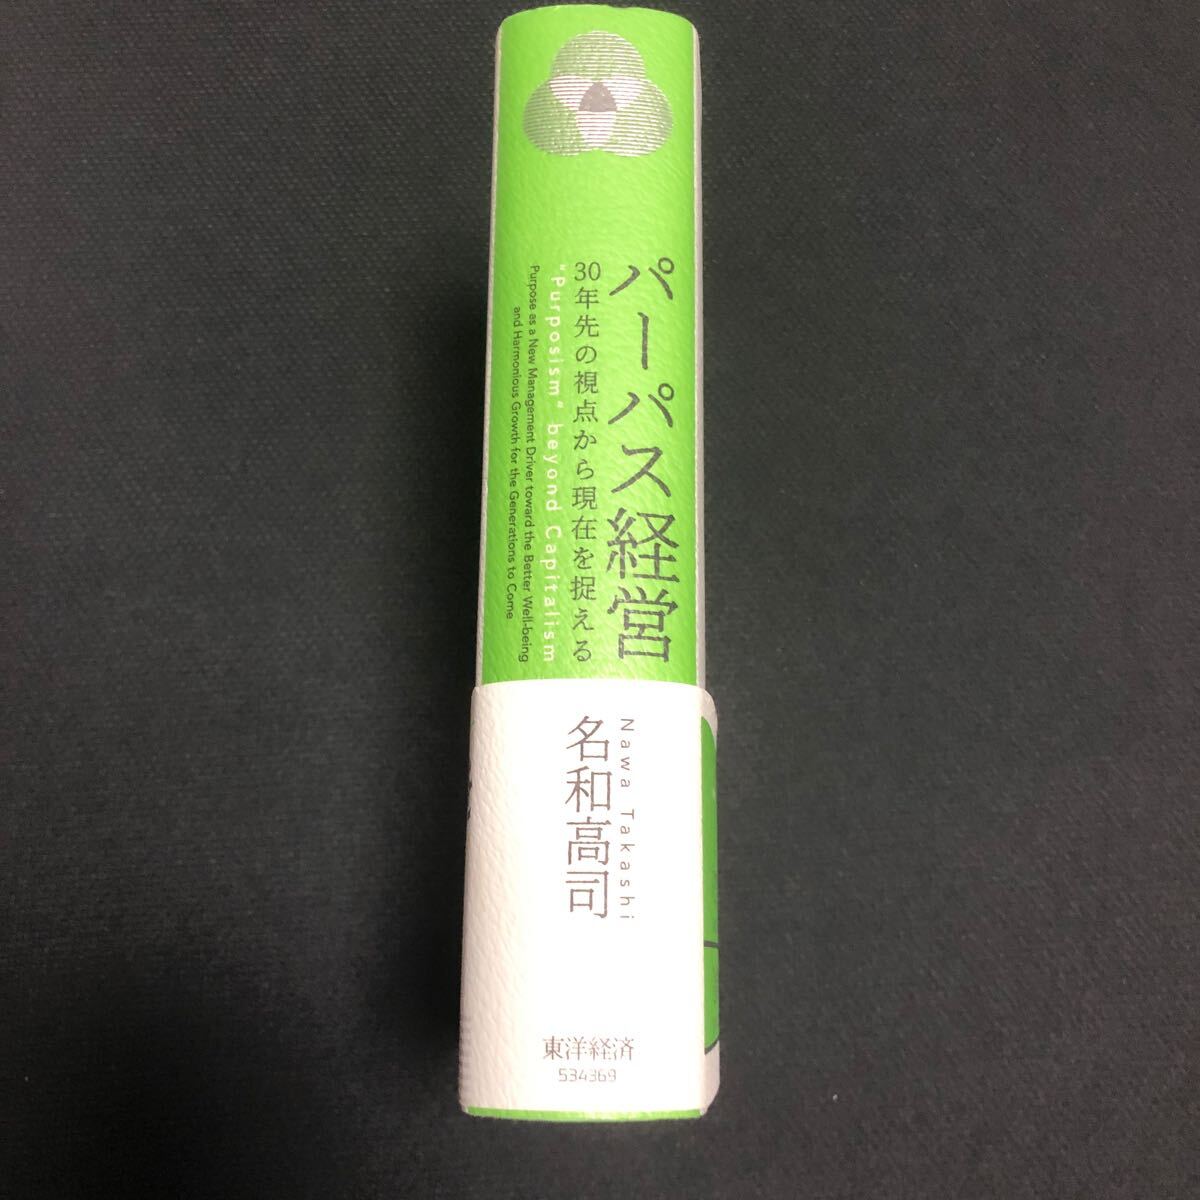 パーパス経営
30年先の視点から現在を捉える
"Purposism" beyond Capitalism
Purpose as a New Management Driver toward the Better Well-being
and Harmonious Growth for the Generations to Come
Nawa Takashi
名和高司
東洋経済
534369